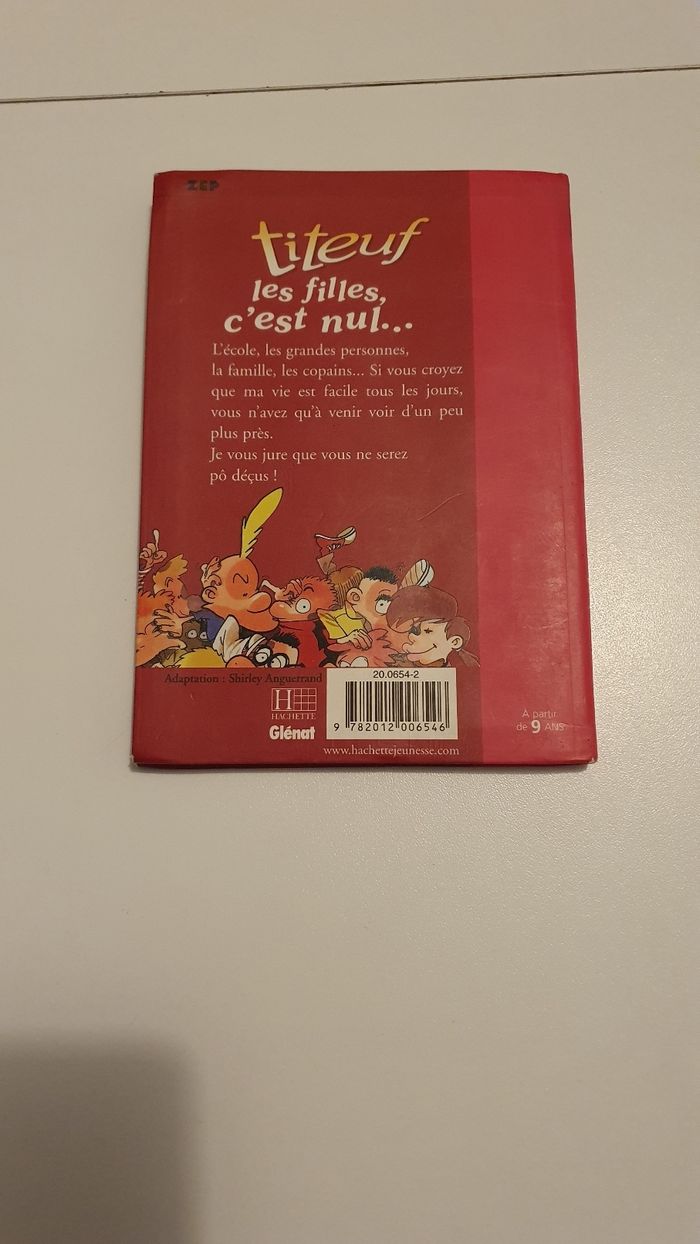 ZEP
titeuf
les filles,
c'est nul...
L'école, les grandes personnes,
la famille, les copains... Si vous croyez
que ma vie est facile tous les jours,
vous n'avez qu'à venir voir d'un peu
plus près.
Je vous jure que vous ne serez
pô déçus !
Adaptation : Shirley Anguerrand
20.0654-2
H
HACHETTE
9 782012 006546
Glénat
www.hachettejeunesse.com
À partir
de 9 ANS